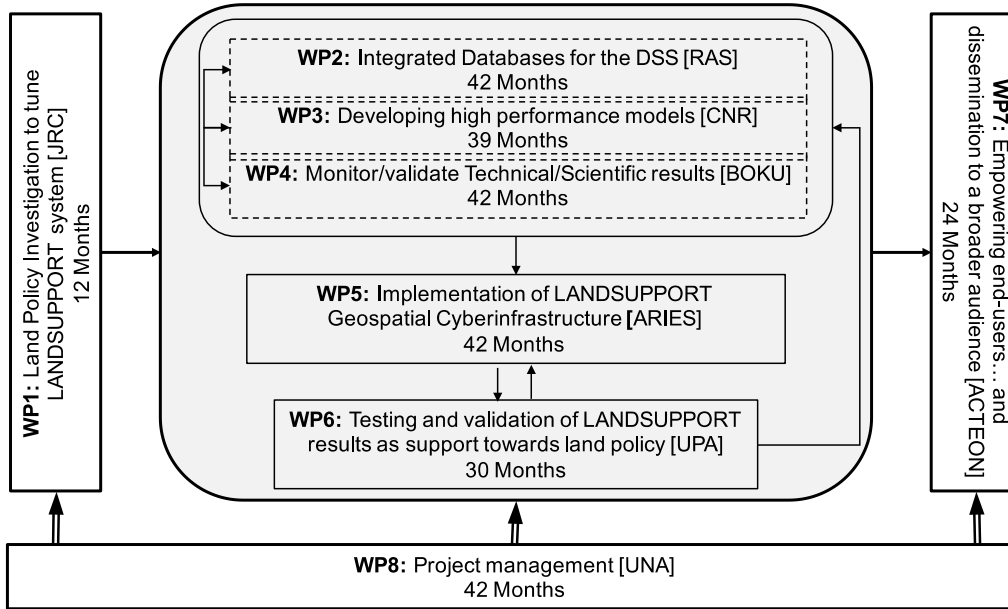 WP1: Land Policy Investigation to tune
LANDSUPPORT system [JRC]
12 Months
WP2: Integrated Databases for the DSS [RAS]
42 Months
WP3: Developing high performance models [CNR]
39 Months
WP4: Monitor/validate Technical/Scientific results [BOKU]
42 Months
WP5: Implementation of LANDSUPPORT
Geospatial Cyberinfrastructure [ARIES]
42 Months
WP6: Testing and validation of LANDSUPPORT
results as support towards land policy [UPA]
30 Months
WP7: Empowering end-users... and
dissemination to a broader audience [ACTEON]
24 Months
WP8: Project management [UNA]
42 Months